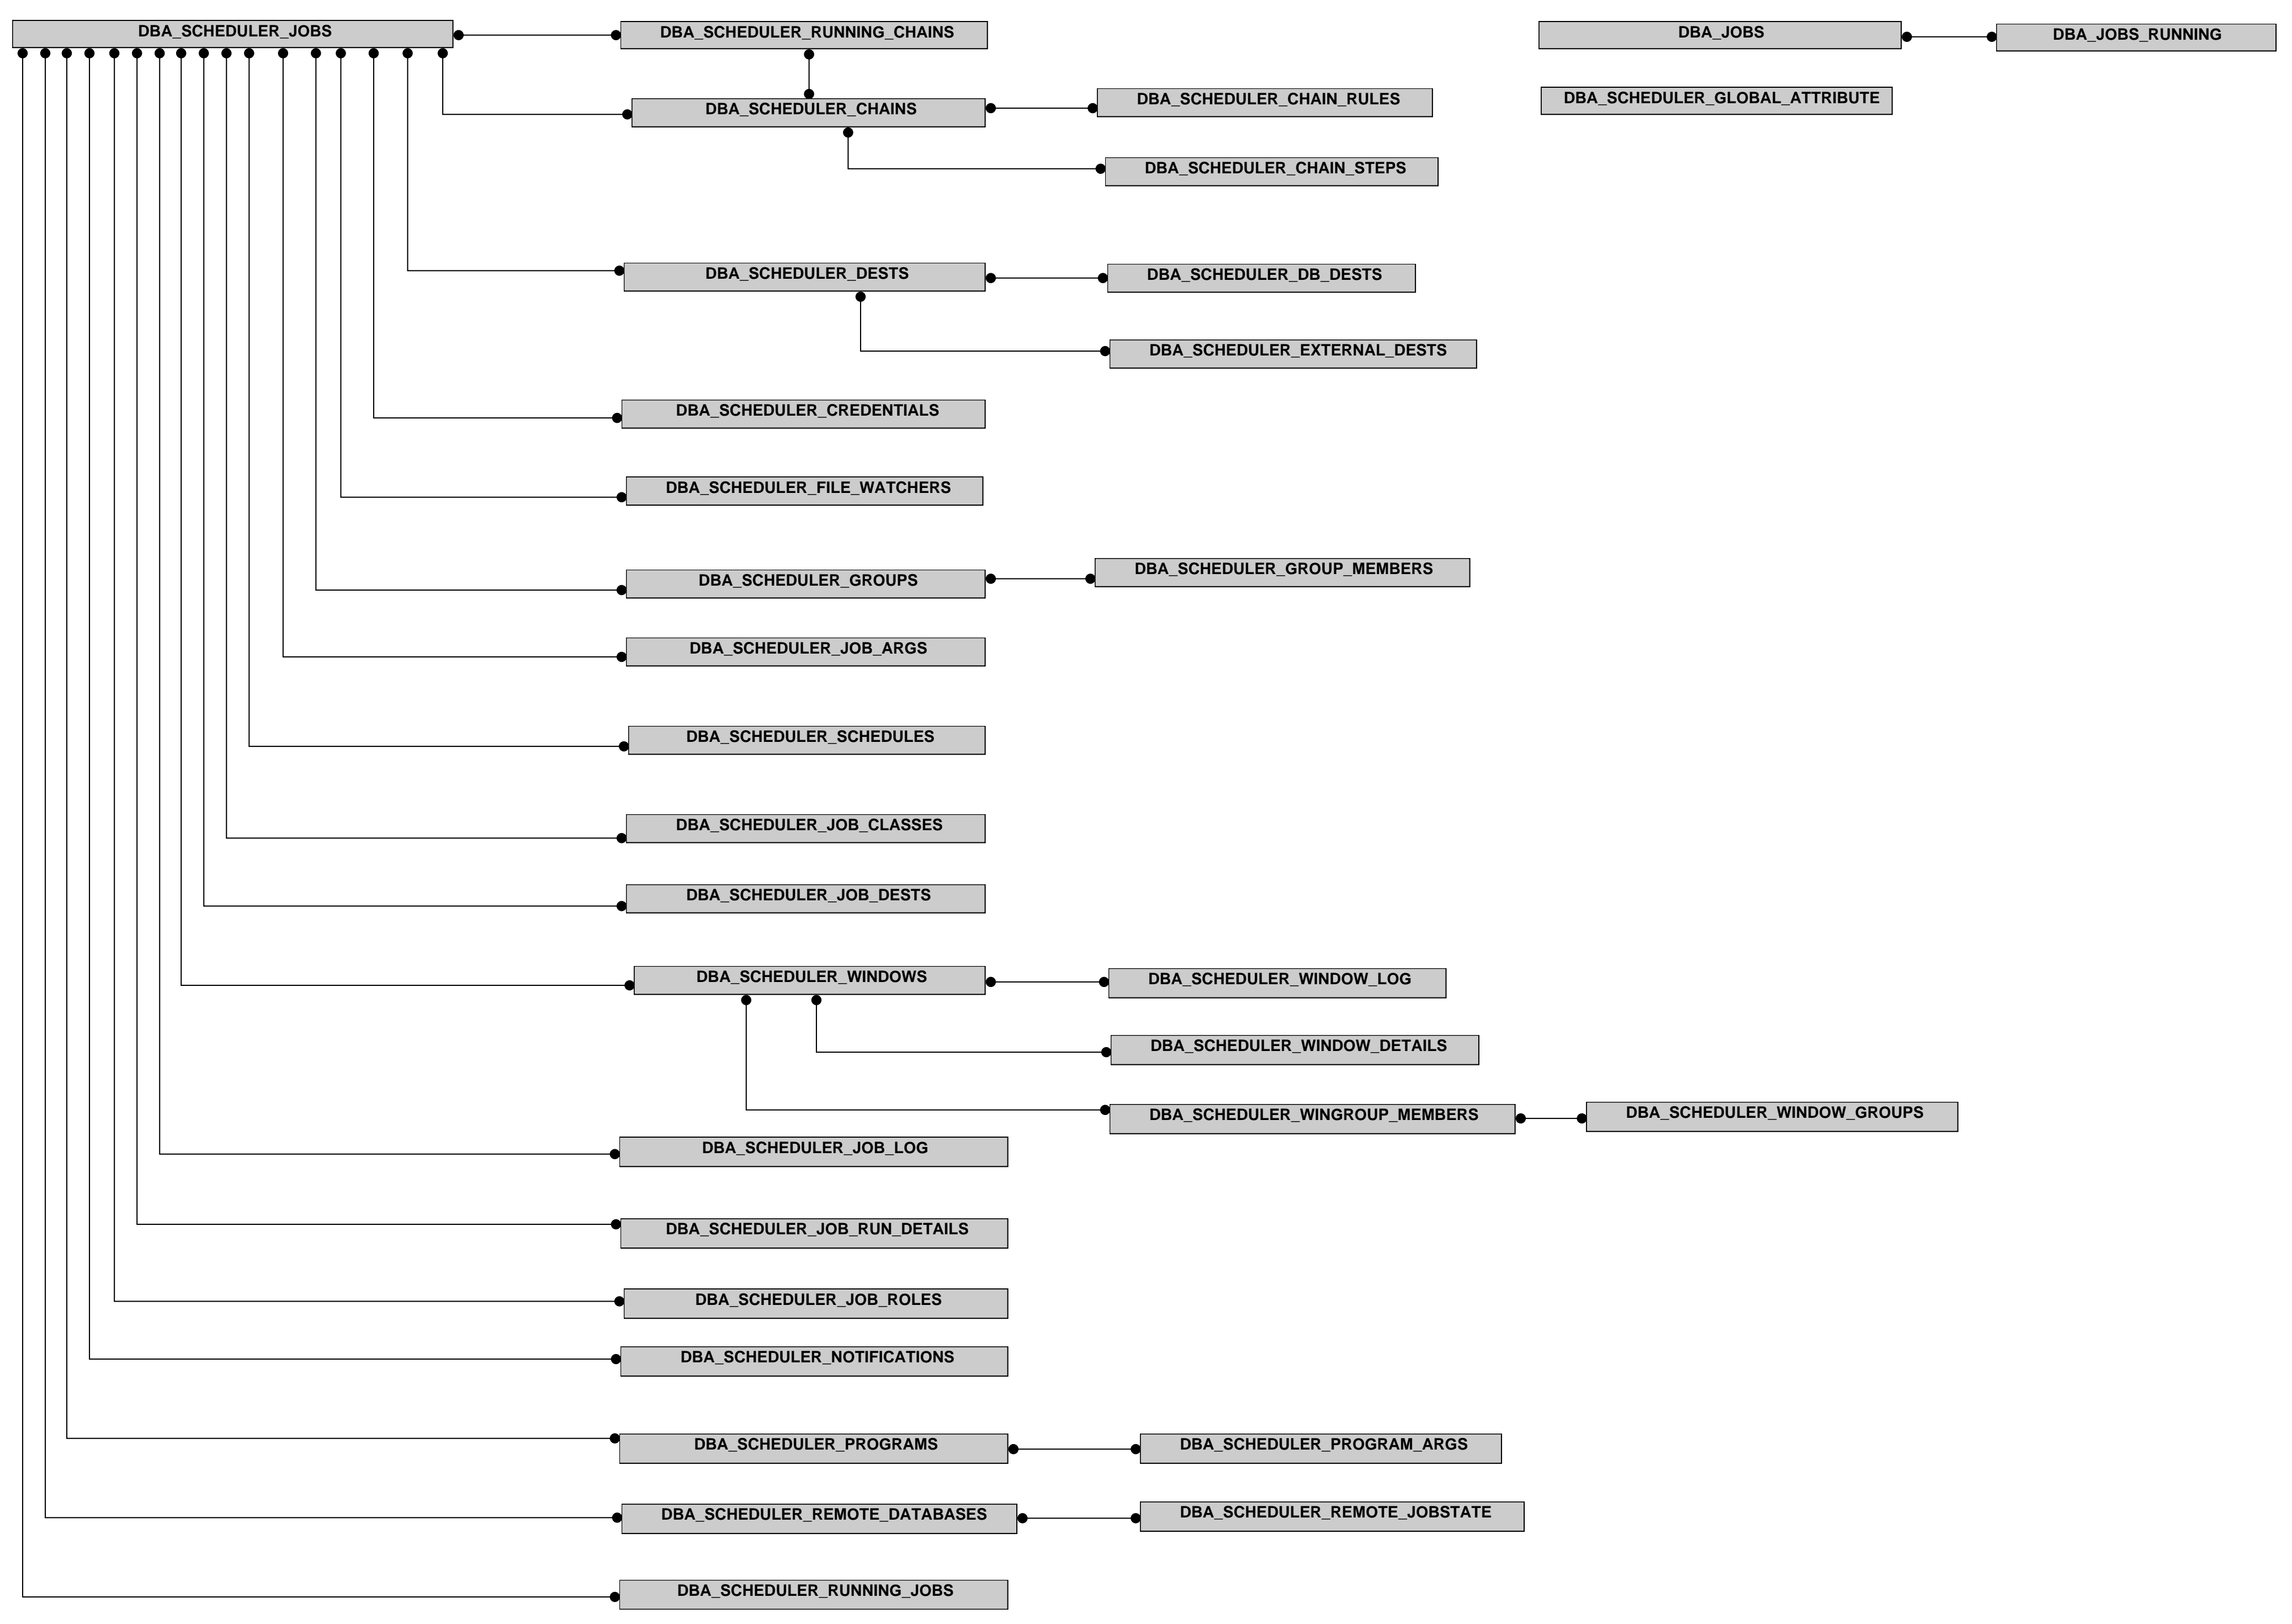 DBA_SCHEDULER_JOBS
DBA_SCHEDULER_RUNNING_CHAINS
DBA_JOBS
DBA_JOBS_RUNNING
DBA_SCHEDULER_CHAINS
DBA_SCHEDULER_CHAIN_RULES
DBA_SCHEDULER_GLOBAL_ATTRIBUTE
DBA_SCHEDULER_CHAIN_STEPS
DBA_SCHEDULER_DESTS
DBA_SCHEDULER_DB_DESTS
DBA_SCHEDULER_EXTERNAL_DESTS
DBA_SCHEDULER_CREDENTIALS
DBA_SCHEDULER_FILE_WATCHERS
DBA_SCHEDULER_GROUPS
DBA_SCHEDULER_GROUP_MEMBERS
DBA_SCHEDULER_JOB_ARGS
DBA_SCHEDULER_SCHEDULES
DBA_SCHEDULER_JOB_CLASSES
DBA_SCHEDULER_JOB_DESTS
DBA_SCHEDULER_WINDOWS
DBA_SCHEDULER_WINDOW_LOG
DBA_SCHEDULER_WINDOW_DETAILS
DBA_SCHEDULER_WINGROUP_MEMBERS
DBA_SCHEDULER_WINDOW_GROUPS
DBA_SCHEDULER_JOB_LOG
DBA_SCHEDULER_JOB_RUN_DETAILS
DBA_SCHEDULER_JOB_ROLES
DBA_SCHEDULER_NOTIFICATIONS
DBA_SCHEDULER_PROGRAMS
DBA_SCHEDULER_PROGRAM_ARGS
DBA_SCHEDULER_REMOTE_DATABASES
DBA_SCHEDULER_REMOTE_JOBSTATE
DBA_SCHEDULER_RUNNING_JOBS